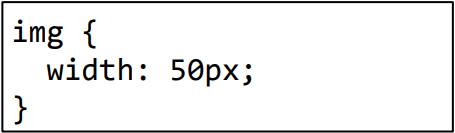 img {
  width: 50px;
}